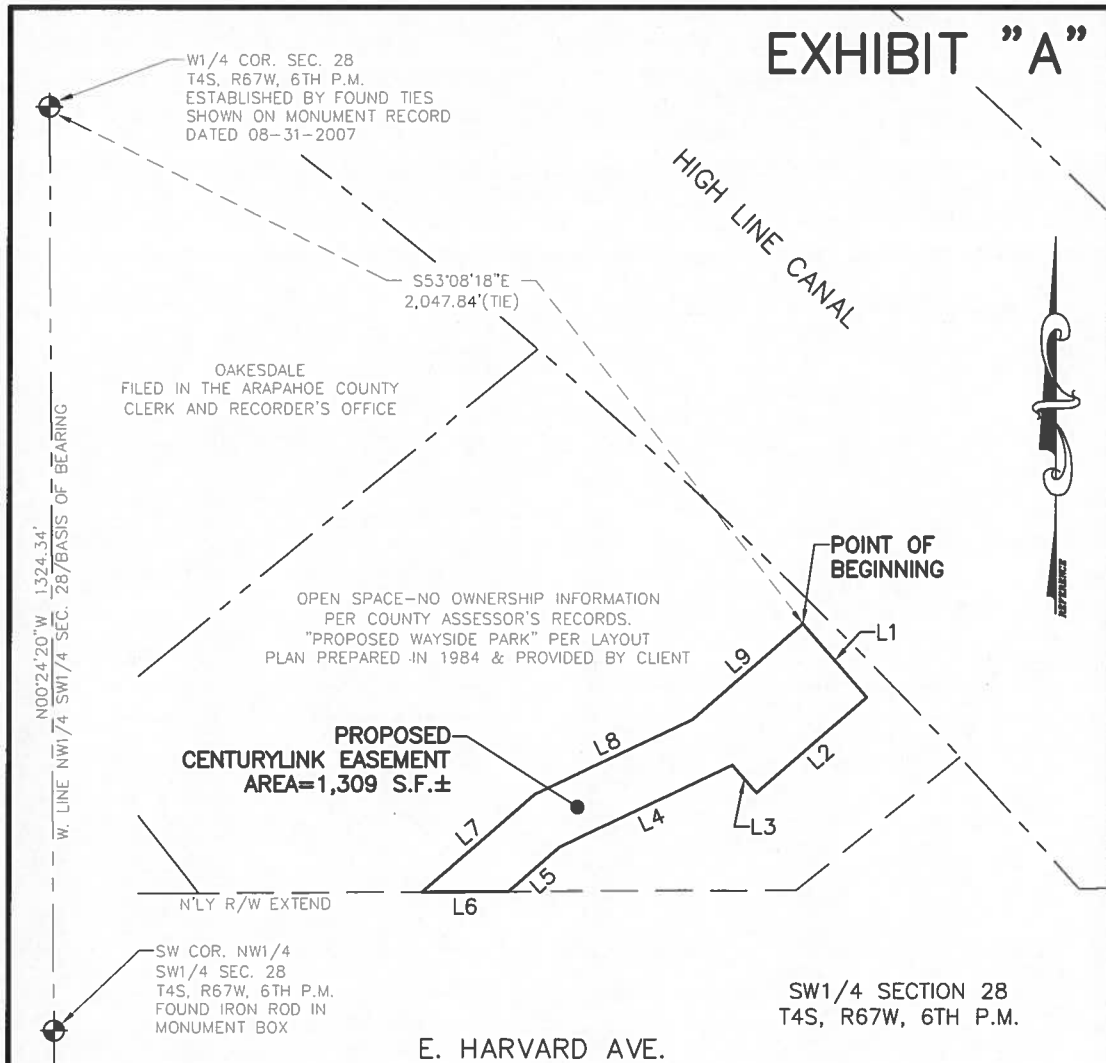 EXHIBIT "A"
W1/4 COR. SEC. 28
T4S, R67W, 6TH P.M.
ESTABLISHED BY FOUND TIES
SHOWN ON MONUMENT RECORD
DATED 08-31-2007
HIGH LINE CANAL
S53°08'18"E
2,047.84'(TIE)
OAKESDALE
FILED IN THE ARAPAHOE COUNTY
CLERK AND RECORDER'S OFFICE
N00°24'20"W 1324.34'
W. LINE NW1/4 SW1/4 SEC. 28/BASIS OF BEARING
REFERENCE
POINT OF
BEGINNING
L1
OPEN SPACE-NO OWNERSHIP INFORMATION
PER COUNTY ASSESSOR'S RECORDS.
"PROPOSED WAYSIDE PARK" PER LAYOUT
PLAN PREPARED IN 1984 & PROVIDED BY CLIENT
L9
L8
PROPOSED
CENTURYLINK EASEMENT
AREA=1,309 S.F.±
L2
L7
L4
L3
L5
N'LY R/W EXTEND
L6
SW COR. NW1/4
SW1/4 SEC. 28
T4S, R67W, 6TH P.M.
FOUND IRON ROD IN
MONUMENT BOX
SW1/4 SECTION 28
T4S, R67W, 6TH P.M.
E. HARVARD AVE.